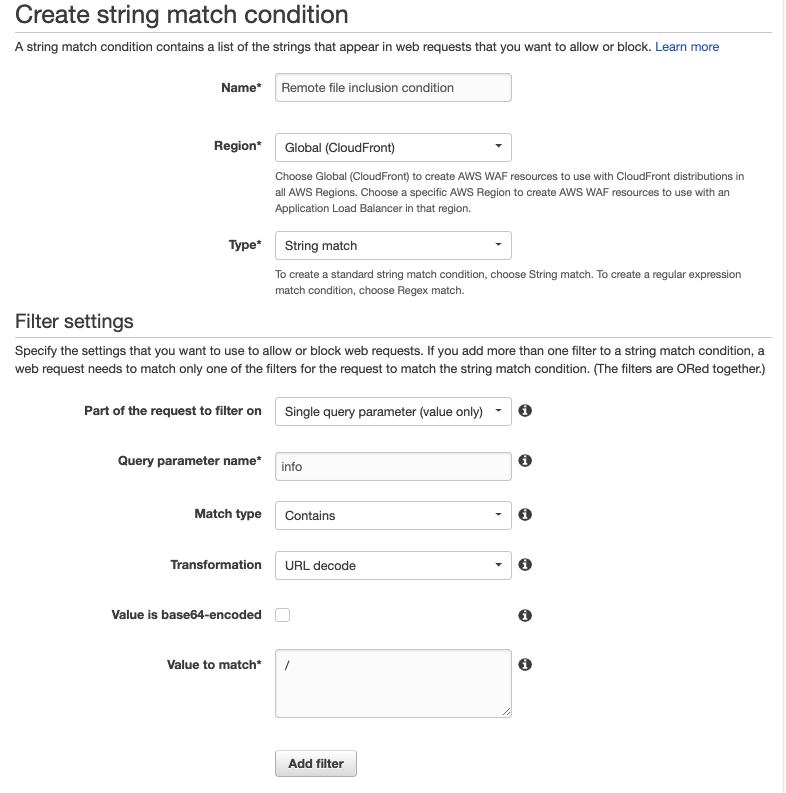 Create string match condition
A string match condition contains a list of the strings that appear in web requests that you want to allow or block. Learn more
Name* Remote file inclusion condition
Region* Global (CloudFront)
Choose Global (CloudFront) to create AWS WAF resources to use with CloudFront distributions in
all AWS Regions. Choose a specific AWS Region to create AWS WAF resources to use with an
Application Load Balancer in that region.
Type* String match
To create a standard string match condition, choose String match. To create a regular expression
match condition, choose Regex match.
Filter settings
Specify the settings that you want to use to allow or block web requests. If you add more than one filter to a string match condition, a
web request needs to match only one of the filters for the request to match the string match condition. (The filters are ORed together.)
Part of the request to filter on Single query parameter (value only)
Query parameter name* info
Match type Contains
Transformation URL decode
Value is base64-encoded
Value to match* /
Add filter